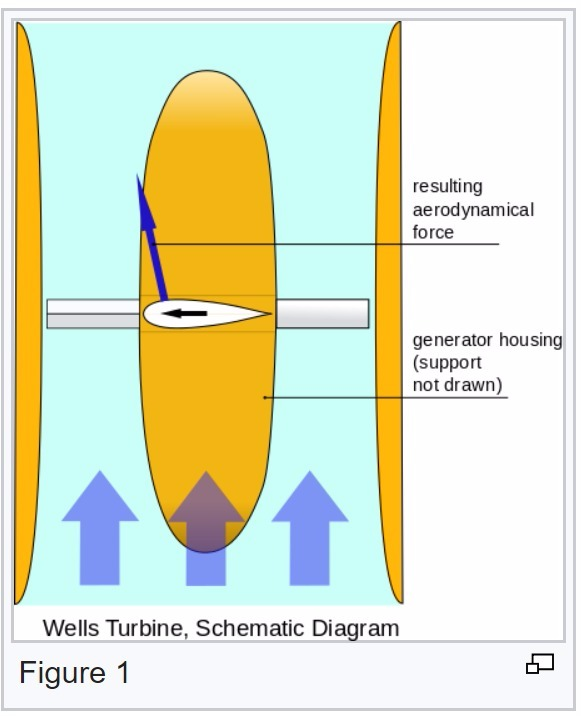 resulting
aerodynamical
force
generator housing
(support
not drawn)
Wells Turbine, Schematic Diagram
Figure 1